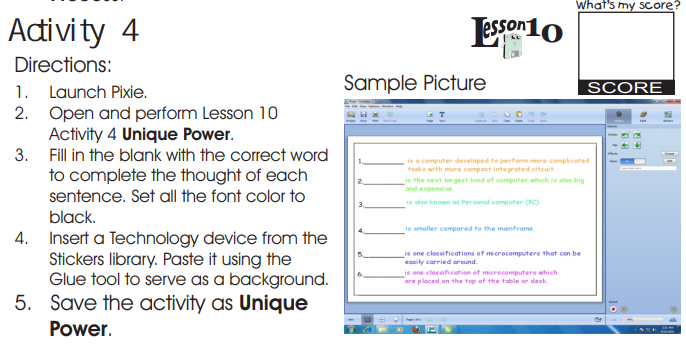 What's my score?
Activity 4
Lesson10
Directions:
SCORE
Sample Picture
1. Launch Pixie.
2. Open and perform Lesson 10
Activity 4 Unique Power.
3. Fill in the blank with the correct word
to complete the thought of each
sentence. Set all the font color to
black.
4. Insert a Technology device from the
Stickers library. Paste it using the
Glue tool to serve as a background.
5. Save the activity as Unique
Power.
1.________ is a computer developed to perform more complicated
tasks with more compact integrated circuit.
2.________ is the next largest kind of computer which is also big
and expensive.
3.________ is also known as Personal computer (PC).
4.________ is smaller compared to the mainframe.
5.________ is one classifications of microcomputers that can be
easily carried around.
6.________ is one classification of microcomputers which
are placed on the top of the table or desk.